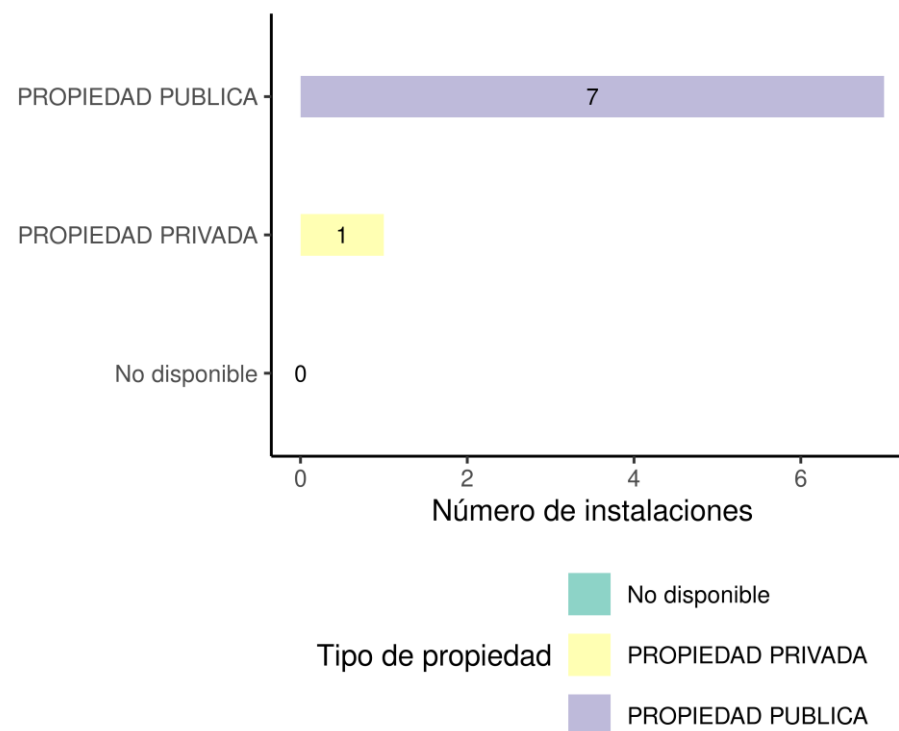 PROPIEDAD PUBLICA
7
PROPIEDAD PRIVADA
1
No disponible
0
0 2 4 6
Número de instalaciones
Tipo de propiedad
No disponible
PROPIEDAD PRIVADA
PROPIEDAD PUBLICA